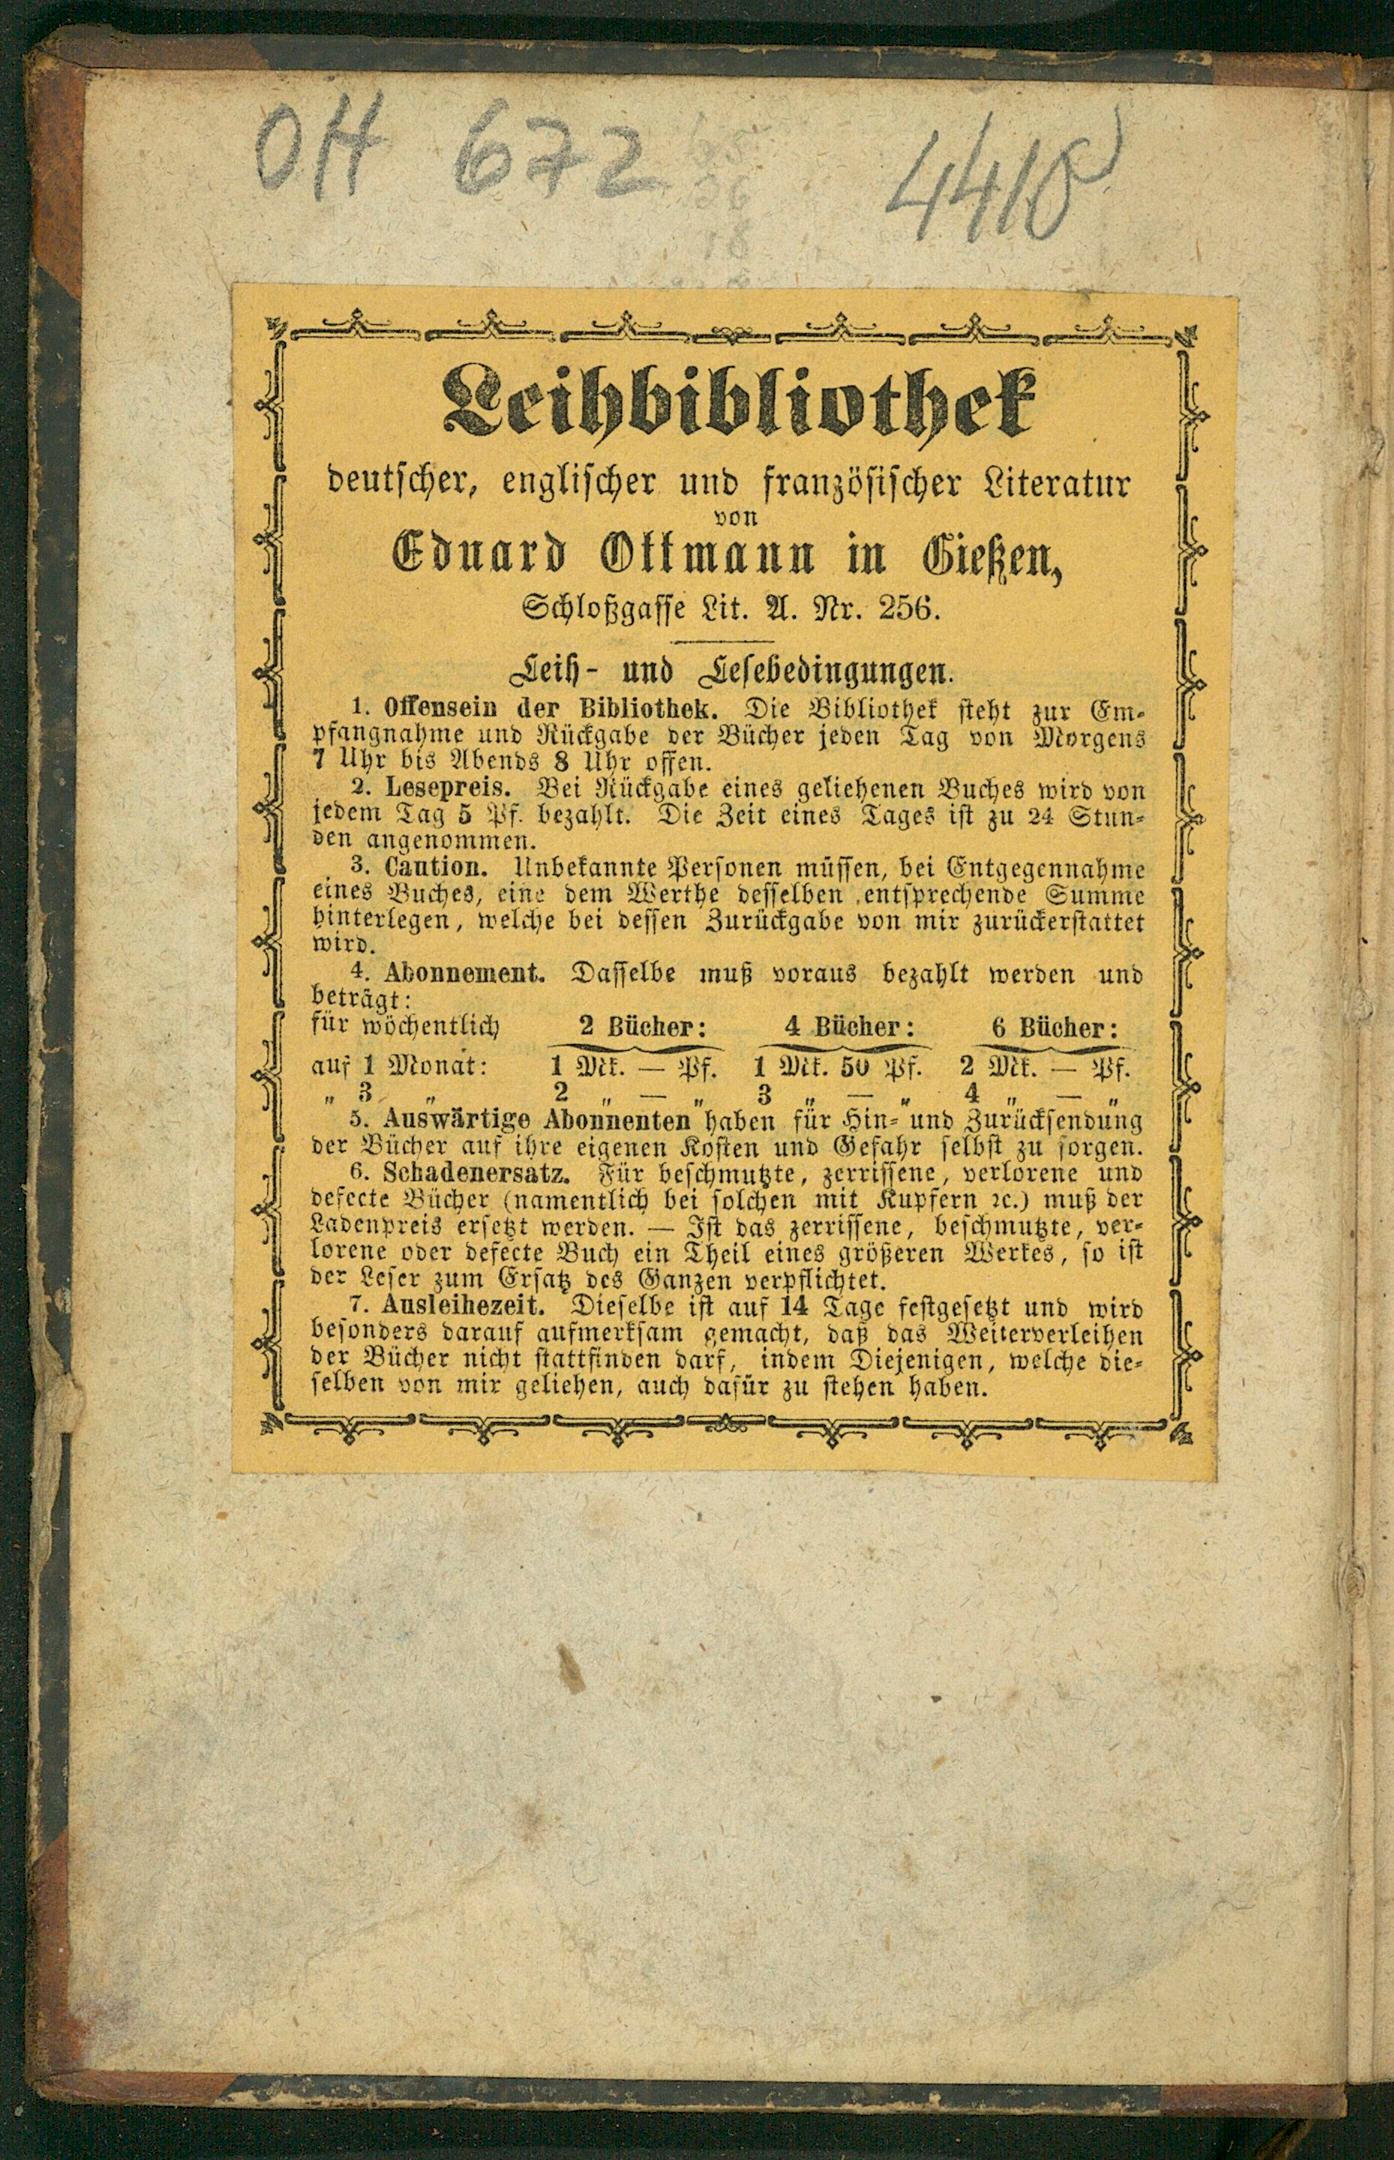 OH 672 4410
Leihbibliothek
deutscher, englischer und französischer Literatur
von
Eduard Ottmann in Gießen,
Schloßgasse Lit. A. Nr. 256.
Leih- und Lesebedingungen.
1. Offensein der Bibliothek. Die Bibliothek steht zur Em-
pfangnahme und Rückgabe der Bücher jeden Tag von Morgens
7 Uhr bis Abends 8 Uhr offen.
2. Lesepreis. Bei Rückgabe eines geliehenen Buches wird von
jedem Tag 5 Pf. bezahlt. Die Zeit eines Tages ist zu 24 Stun-
den angenommen.
3. Caution. Unbekannte Personen müssen, bei Entgegennahme
eines Buches, eine dem Werthe desselben entsprechende Summe
hinterlegen, welche bei dessen Zurückgabe von mir zurückerstattet
wird.
4. Abonnement. Dasselbe muß voraus bezahlt werden und
beträgt:
für wöchentlich 2 Bücher: 4 Bücher: 6 Bücher:
auf 1 Monat: 1 Mk. — Pf. 1 Mk. 50 Pf. 2 Mk. — Pf.
„ 3 „ 2 „ — „ 3 „ — „ 4 „ — „
5. Auswärtige Abonnenten haben für Hin- und Zurücksendung
der Bücher auf ihre eigenen Kosten und Gefahr selbst zu sorgen.
6. Schadenersatz. Für beschmutzte, zerrissene, verlorene und
defecte Bücher (namentlich bei solchen mit Kupfern ꝛc.) muß der
Ladenpreis ersetzt werden. — Ist das zerrissene, beschmutzte, ver-
lorene oder defecte Buch ein Theil eines größeren Werkes, so ist
der Leser zum Ersatz des Ganzen verpflichtet.
7. Ausleihezeit. Dieselbe ist auf 14 Tage festgesetzt und wird
besonders darauf aufmerksam gemacht, daß das Weiterverleihen
der Bücher nicht stattfinden darf, indem Diejenigen, welche die-
selben von mir geliehen, auch dafür zu stehen haben.